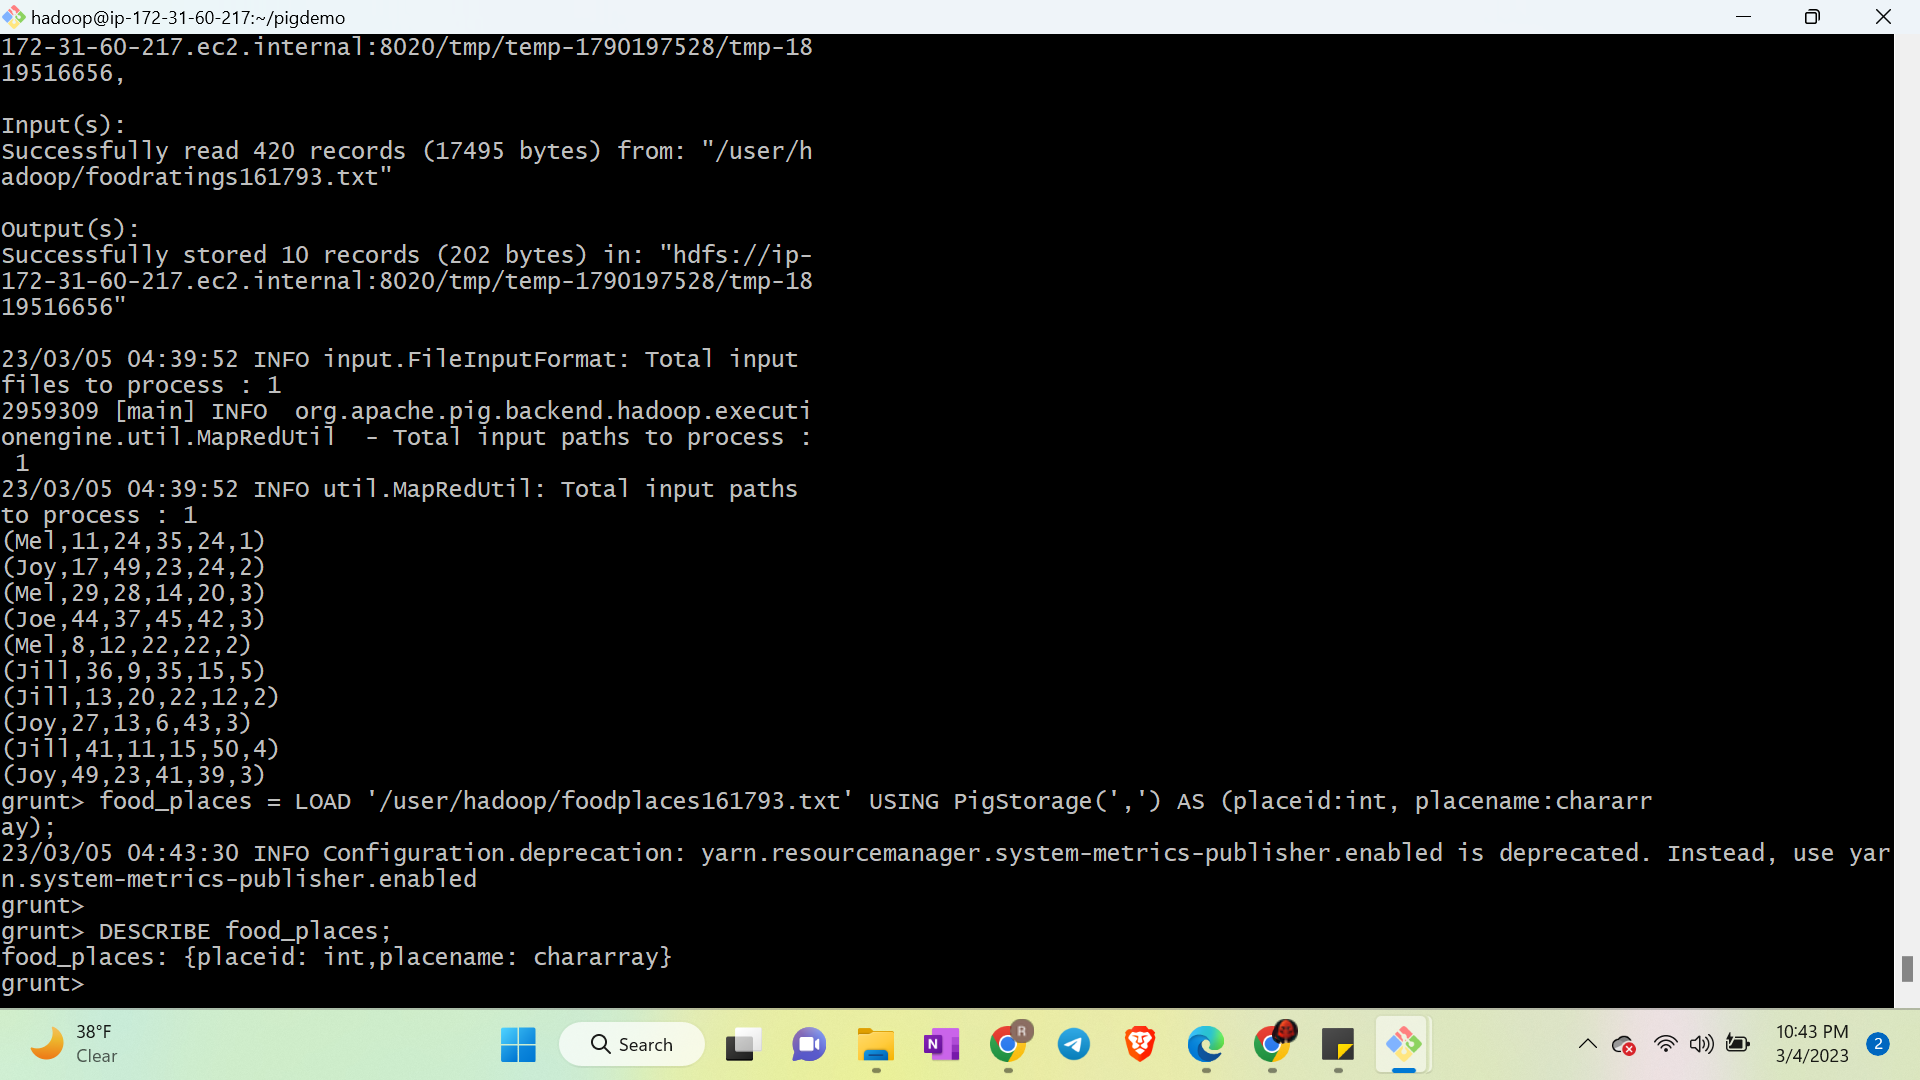 hadoop@ip-172-31-60-217:~/pigdemo
172-31-60-217.ec2.internal:8020/tmp/temp-1790197528/tmp-18
19516656,
Input(s):
Successfully read 420 records (17495 bytes) from: "/user/h
adoop/foodratings161793.txt"
Output(s):
Successfully stored 10 records (202 bytes) in: "hdfs://ip-
172-31-60-217.ec2.internal:8020/tmp/temp-1790197528/tmp-18
19516656"
23/03/05 04:39:52 INFO input.FileInputFormat: Total input
files to process : 1
2959309 [main] INFO  org.apache.pig.backend.hadoop.executi
onengine.util.MapRedUtil  - Total input paths to process :
 1
23/03/05 04:39:52 INFO util.MapRedUtil: Total input paths
to process : 1
(Mel,11,24,35,24,1)
(Joy,17,49,23,24,2)
(Mel,29,28,14,20,3)
(Joe,44,37,45,42,3)
(Mel,8,12,22,22,2)
(Jill,36,9,35,15,5)
(Jill,13,20,22,12,2)
(Joy,27,13,6,43,3)
(Jill,41,11,15,50,4)
(Joy,49,23,41,39,3)
grunt> food_places = LOAD '/user/hadoop/foodplaces161793.txt' USING PigStorage(',') AS (placeid:int, placename:chararr
ay);
23/03/05 04:43:30 INFO Configuration.deprecation: yarn.resourcemanager.system-metrics-publisher.enabled is deprecated. Instead, use yar
n.system-metrics-publisher.enabled
grunt>
grunt> DESCRIBE food_places;
food_places: {placeid: int,placename: chararray}
grunt>
38°F
Clear
Search
N
R
10:43 PM
3/4/2023
2